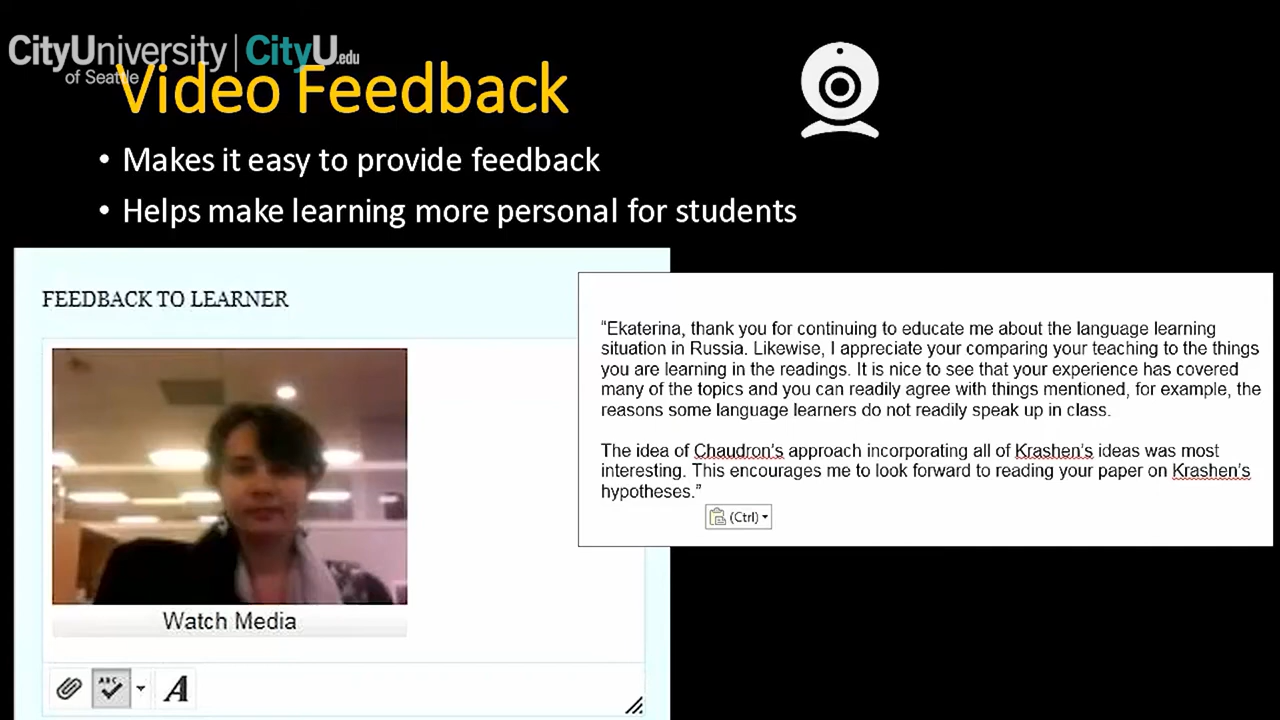 CityUniversity | CityU.edu
of Seattle
Video Feedback
• Makes it easy to provide feedback
• Helps make learning more personal for students
FEEDBACK TO LEARNER
Watch Media
ABC
A
“Ekaterina, thank you for continuing to educate me about the language learning
situation in Russia. Likewise, I appreciate your comparing your teaching to the things
you are learning in the readings. It is nice to see that your experience has covered
many of the topics and you can readily agree with things mentioned, for example, the
reasons some language learners do not readily speak up in class.
The idea of Chaudron’s approach incorporating all of Krashen’s ideas was most
interesting. This encourages me to look forward to reading your paper on Krashen’s
hypotheses.”
(Ctrl)